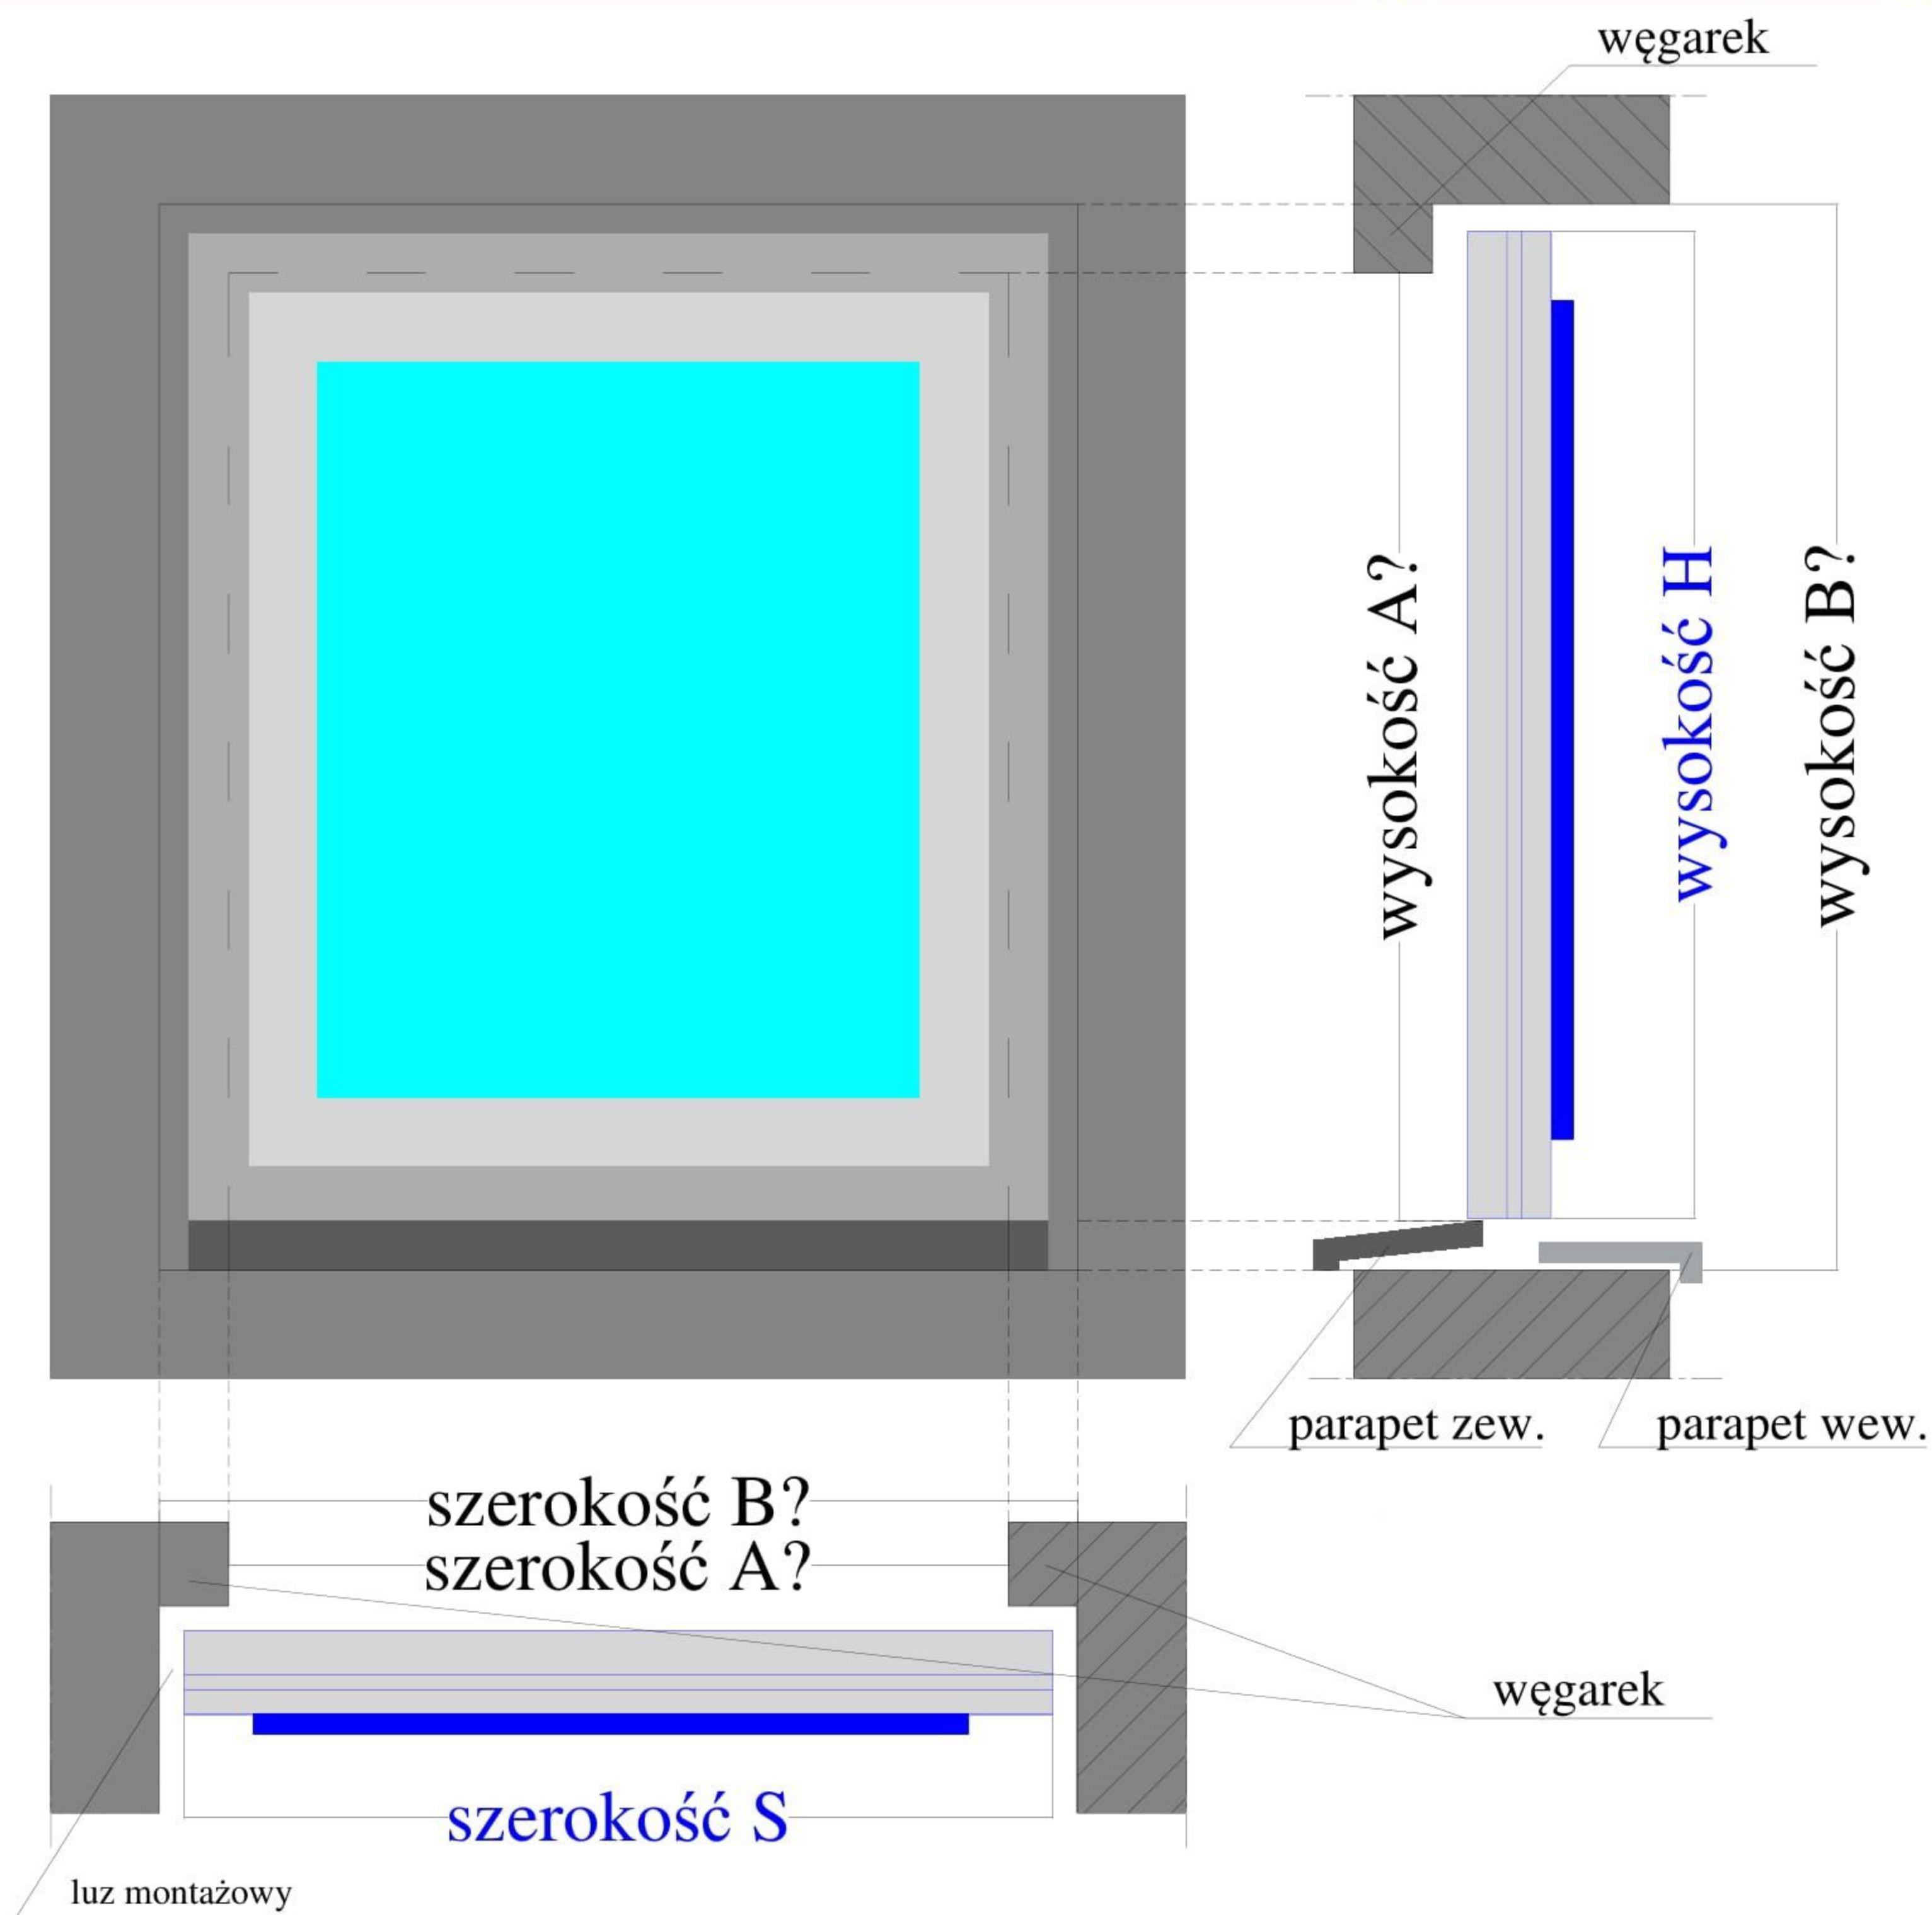 węgarek
wysokość A?
wysokość H
wysokość B?
parapet zew.
parapet wew.
szerokość B?
szerokość A?
węgarek
szerokość S
luz montażowy